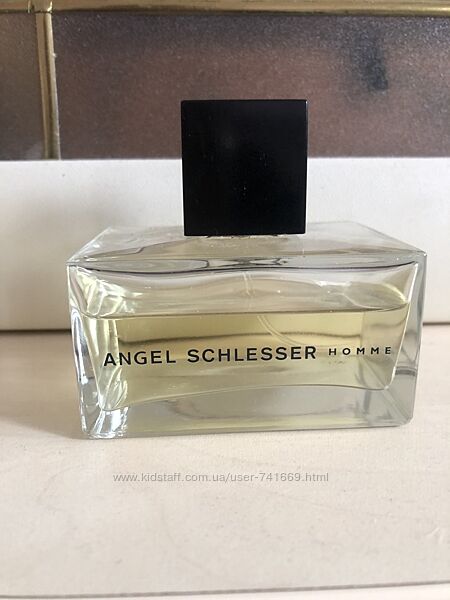 ANGEL SCHLESSER HOMME
www.kidstaff.com.ua/user-741669.html